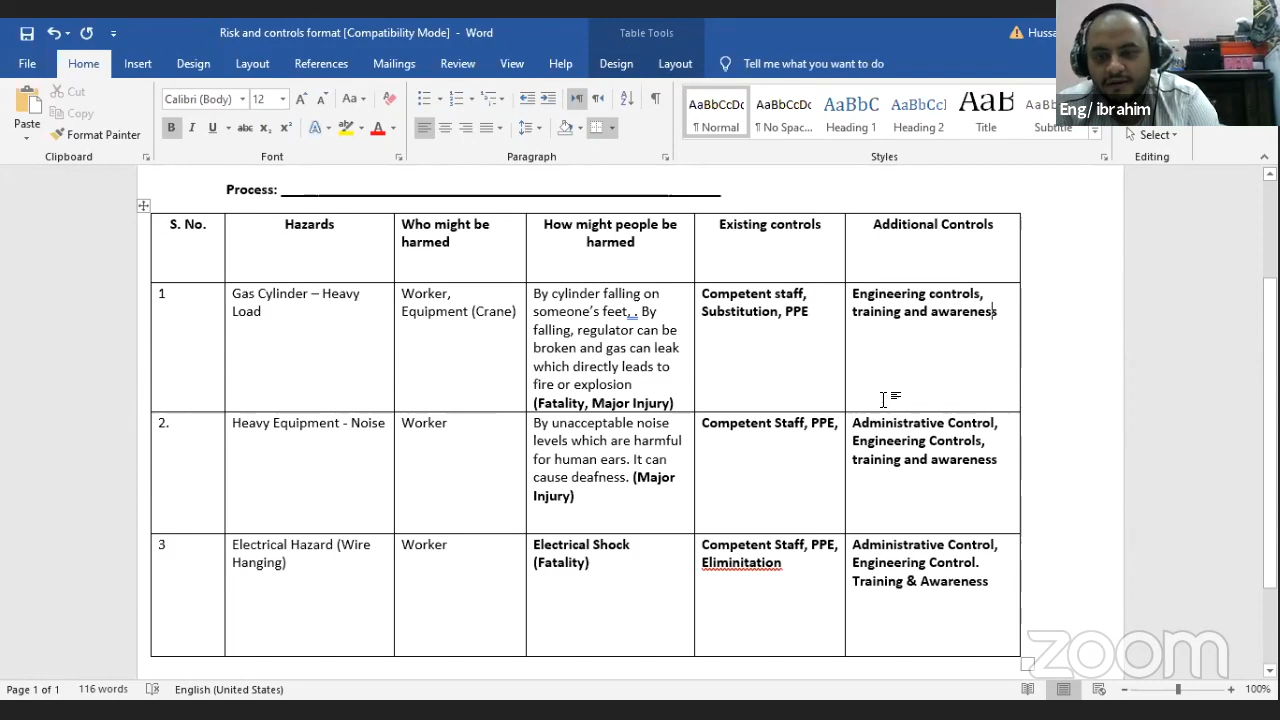 Risk and controls format [Compatibility Mode] - Word
Table Tools
Hussa
Eng/ ibrahim
File Home Insert Design Layout References Mailings Review View Help Design Layout Tell me what you want to do
Paste
Cut
Copy
Format Painter
Clipboard
Calibri (Body) 12
Font
Paragraph
AaBbCcDc AaBbCcDc AaBbC AaBbCcI AaB
¶ Normal ¶ No Spac... Heading 1 Heading 2 Title Subtitle
Styles
Select
Editing
Process:
S. No. Hazards Who might be harmed How might people be harmed Existing controls Additional Controls
1
Gas Cylinder – Heavy
Load
Worker,
Equipment (Crane)
By cylinder falling on
someone’s feet, . By
falling, regulator can be
broken and gas can leak
which directly leads to
fire or explosion
(Fatality, Major Injury)
Competent staff,
Substitution, PPE
Engineering controls,
training and awareness
2.
Heavy Equipment - Noise
Worker
By unacceptable noise
levels which are harmful
for human ears. It can
cause deafness. (Major
Injury)
Competent Staff, PPE,
Administrative Control,
Engineering Controls,
training and awareness
3
Electrical Hazard (Wire
Hanging)
Worker
Electrical Shock
(Fatality)
Competent Staff, PPE,
Eliminitation
Administrative Control,
Engineering Control.
Training & Awareness
zoom
Page 1 of 1 116 words English (United States) 100%